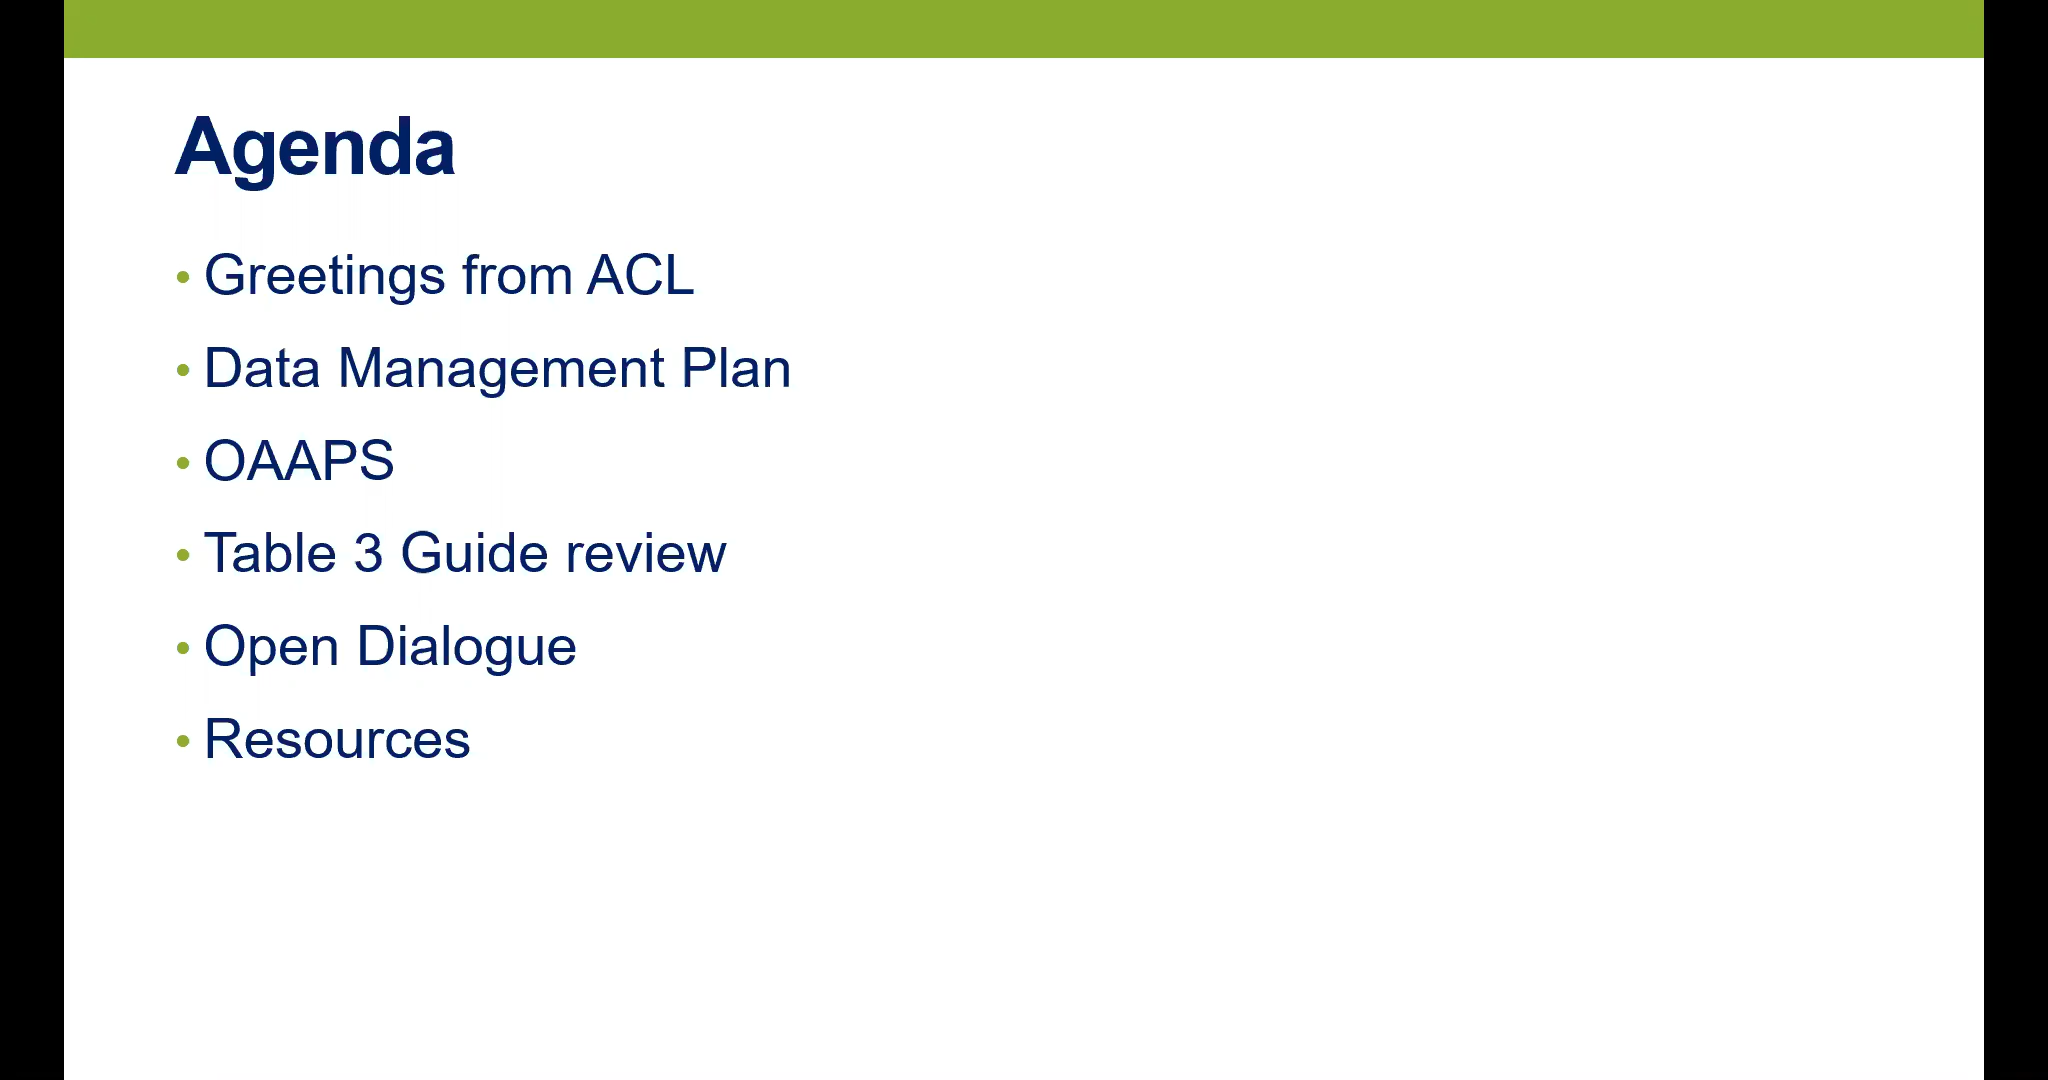 Agenda
• Greetings from ACL
• Data Management Plan
• OAAPS
• Table 3 Guide review
• Open Dialogue
• Resources